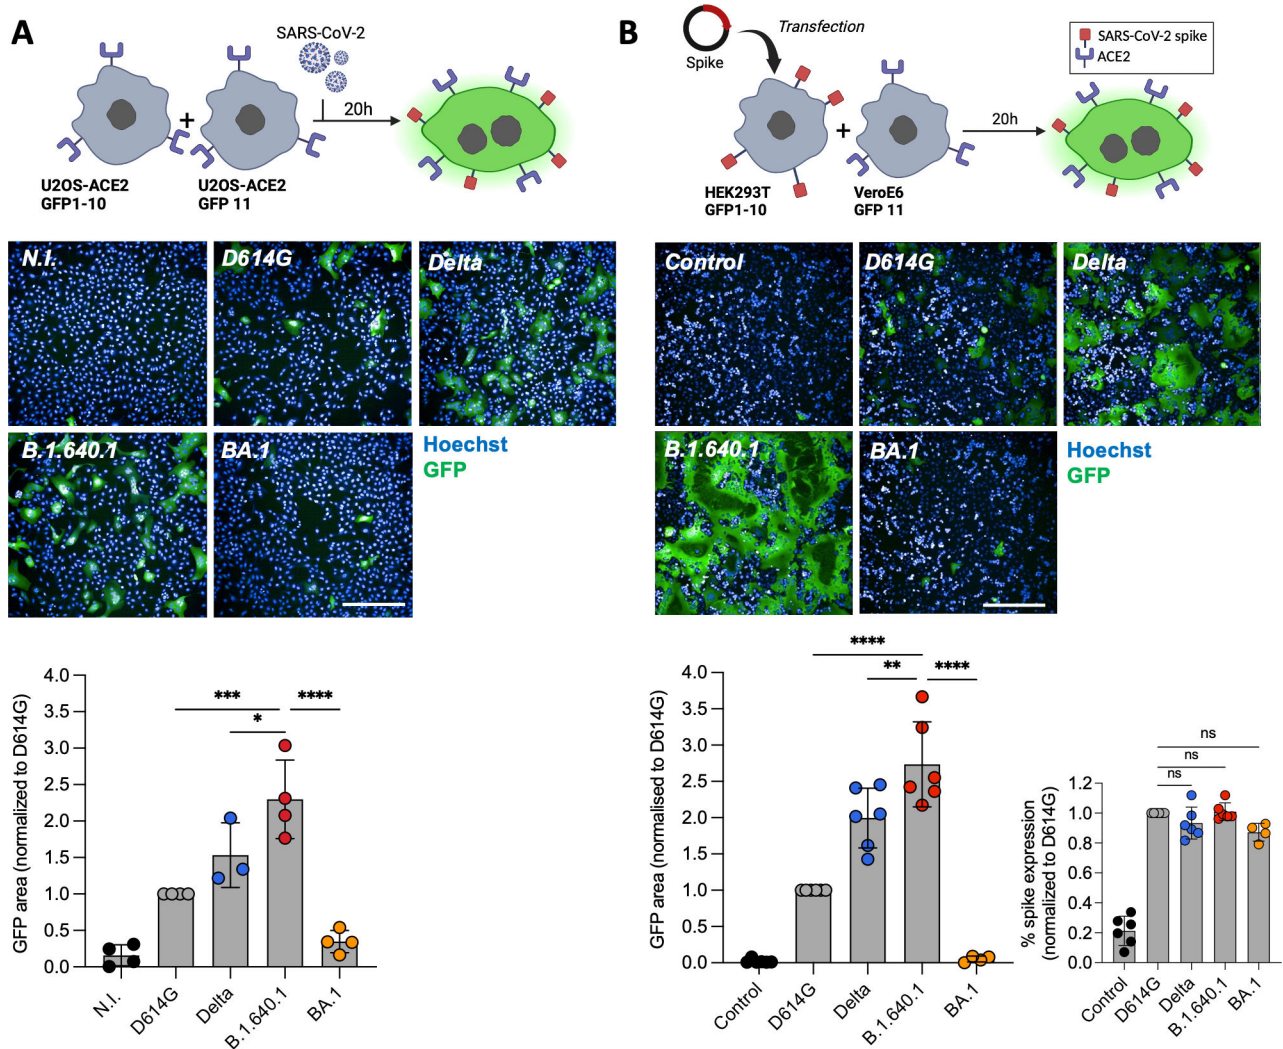 A
SARS-CoV-2
+
20h
U2OS-ACE2
GFP1-10
U2OS-ACE2
GFP 11
N.I.
D614G
Delta
B.1.640.1
BA.1
Hoechst
GFP
GFP area (normalized to D614G)
4.0
3.5
3.0
2.5
2.0
1.5
1.0
0.5
0.0
***
****
*
N.I.
D614G
Delta
B.1.640.1
BA.1
B
Spike
Transfection
SARS-CoV-2 spike
ACE2
+
20h
HEK293T
GFP1-10
VeroE6
GFP 11
Control
D614G
Delta
B.1.640.1
BA.1
Hoechst
GFP
GFP area (normalised to D614G)
4.0
3.5
3.0
2.5
2.0
1.5
1.0
0.5
0.0
****
**
****
Control
D614G
Delta
B.1.640.1
BA.1
% spike expression
(normalized to D614G)
1.2
1.0
0.8
0.6
0.4
0.2
0.0
ns
ns
ns
Control
D614G
Delta
B.1.640.1
BA.1